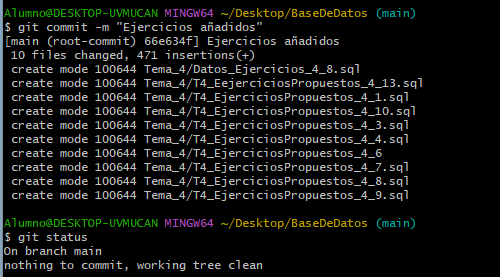 Alumno@DESKTOP-UVMUCAN MINGW64 ~/Desktop/BaseDeDatos (main)
$ git commit -m "Ejercicios añadidos"
[main (root-commit) 66e634f] Ejercicios añadidos
10 files changed, 471 insertions(+)
create mode 100644 Tema_4/Datos_Ejercicios_4_8.sql
create mode 100644 Tema_4/T4_EejerciciosPropuestos_4_13.sql
create mode 100644 Tema_4/T4_EjerciciosPropuestos_4_1.sql
create mode 100644 Tema_4/T4_EjerciciosPropuestos_4_10.sql
create mode 100644 Tema_4/T4_EjerciciosPropuestos_4_3.sql
create mode 100644 Tema_4/T4_EjerciciosPropuestos_4_4.sql
create mode 100644 Tema_4/T4_EjerciciosPropuestos_4_6
create mode 100644 Tema_4/T4_EjerciciosPropuestos_4_7.sql
create mode 100644 Tema_4/T4_EjerciciosPropuestos_4_8.sql
create mode 100644 Tema_4/T4_EjerciciosPropuestos_4_9.sql
Alumno@DESKTOP-UVMUCAN MINGW64 ~/Desktop/BaseDeDatos (main)
$ git status
On branch main
nothing to commit, working tree clean